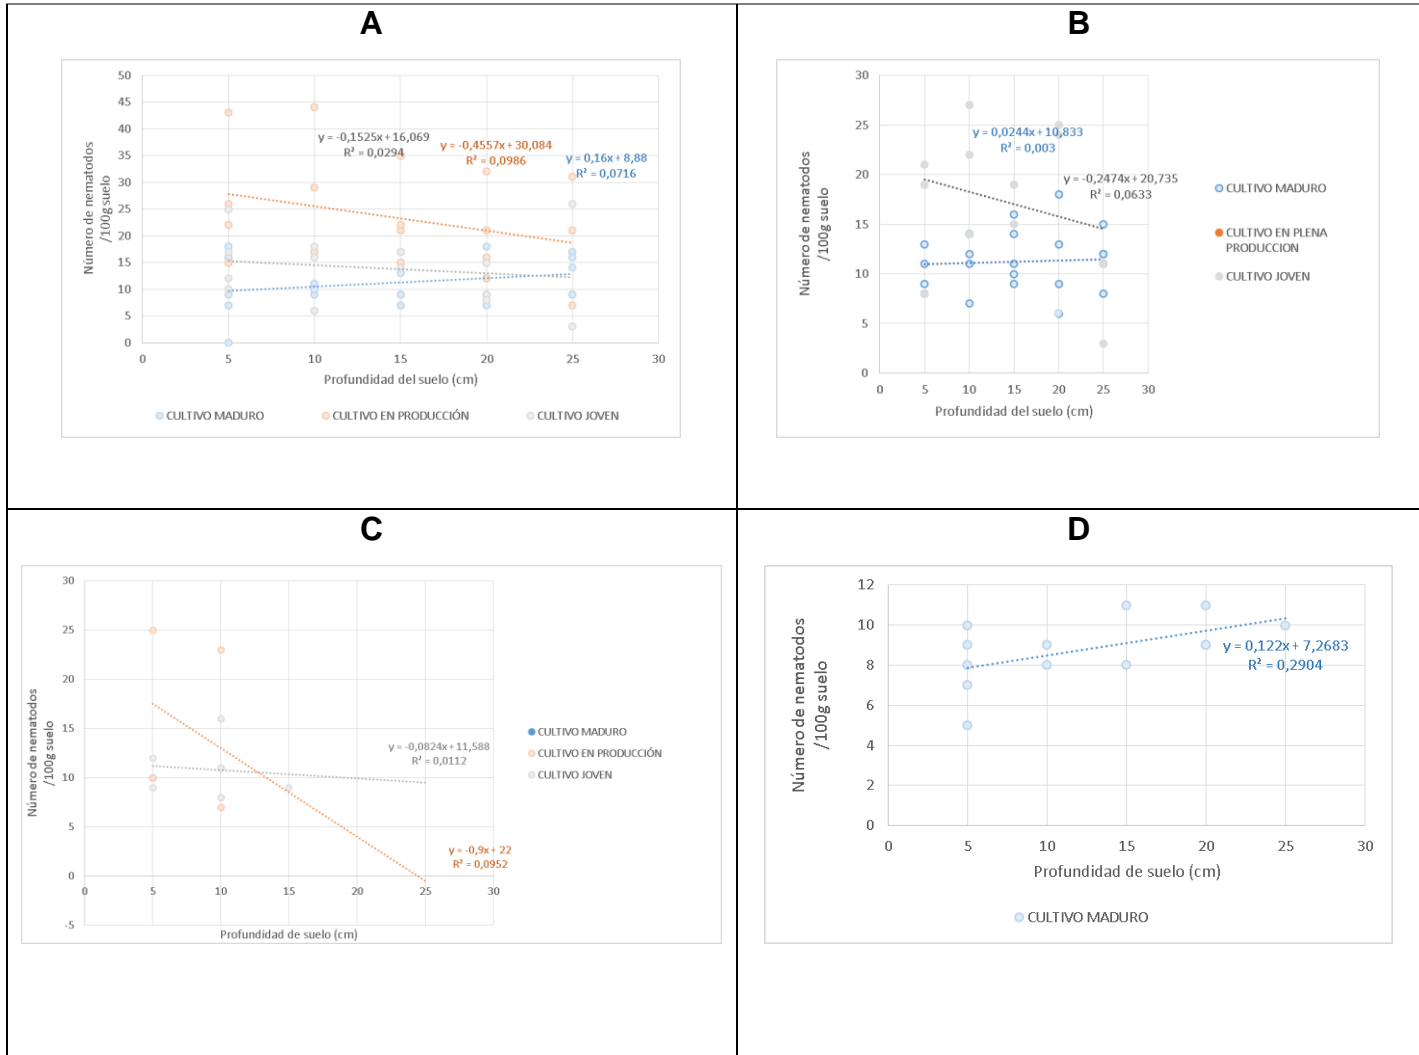 A
50
45
40
35
30
25
20
15
10
5
0
0 5 10 15 20 25 30
Número de nematodos
/100g suelo
y = -0,1525x + 16,069
R² = 0,0294
y = -0,4557x + 30,084
R² = 0,0986
y = 0,16x + 8,88
R² = 0,0716
Profundidad del suelo (cm)
CULTIVO MADURO CULTIVO EN PRODUCCIÓN CULTIVO JOVEN
B
30
25
20
15
10
5
0
0 5 10 15 20 25 30
Número de nematodos
/100g suelo
y = 0,0244x + 10,833
R² = 0,003
y = -0,2474x + 20,735
R² = 0,0633
Profundidad del suelo (cm)
CULTIVO MADURO
CULTIVO EN PLENA
PRODUCCION
CULTIVO JOVEN
C
30
25
20
15
10
5
0
-5
0 5 10 15 20 25 30
Número de nematodos
/100g suelo
y = -0,0824x + 11,588
R² = 0,0112
y = -0,9x + 22
R² = 0,0952
Profundidad de suelo (cm)
CULTIVO MADURO
CULTIVO EN PRODUCCIÓN
CULTIVO JOVEN
D
12
10
8
6
4
2
0
0 5 10 15 20 25 30
Número de nematodos
/100g suelo
y = 0,122x + 7,2683
R² = 0,2904
Profundidad de suelo (cm)
CULTIVO MADURO